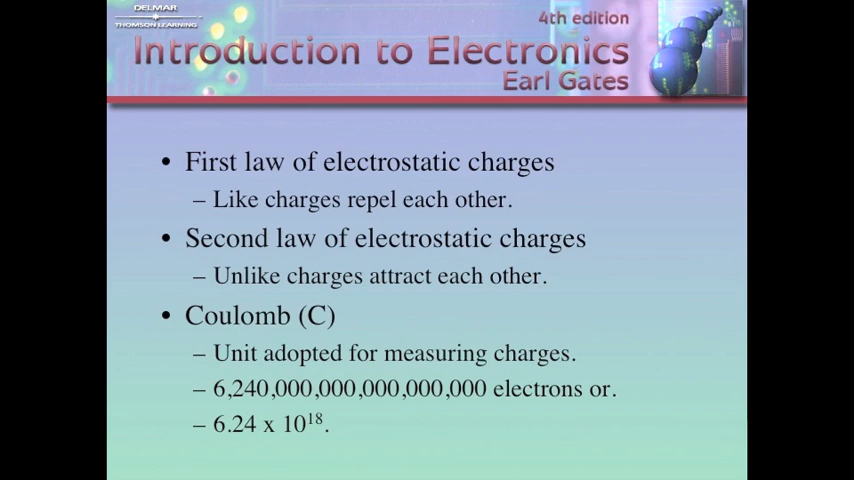 DELMAR
THOMSON LEARNING
4th edition
Introduction to Electronics
Earl Gates
• First law of electrostatic charges
– Like charges repel each other.
• Second law of electrostatic charges
– Unlike charges attract each other.
• Coulomb (C)
– Unit adopted for measuring charges.
– 6,240,000,000,000,000,000 electrons or.
– 6.24 x 10¹⁸.